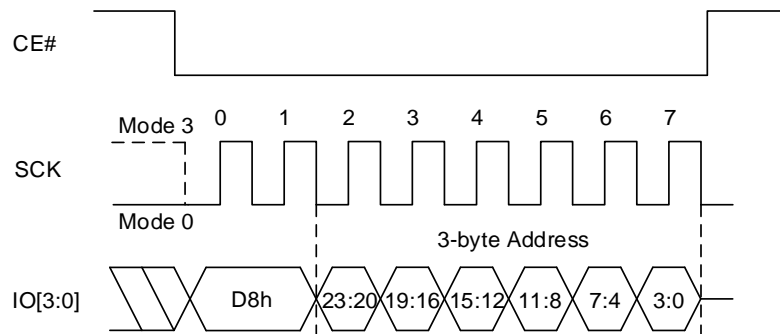 CE#
Mode 3 0 1 2 3 4 5 6 7
SCK
Mode 0
3-byte Address
IO[3:0] D8h 23:20 19:16 15:12 11:8 7:4 3:0